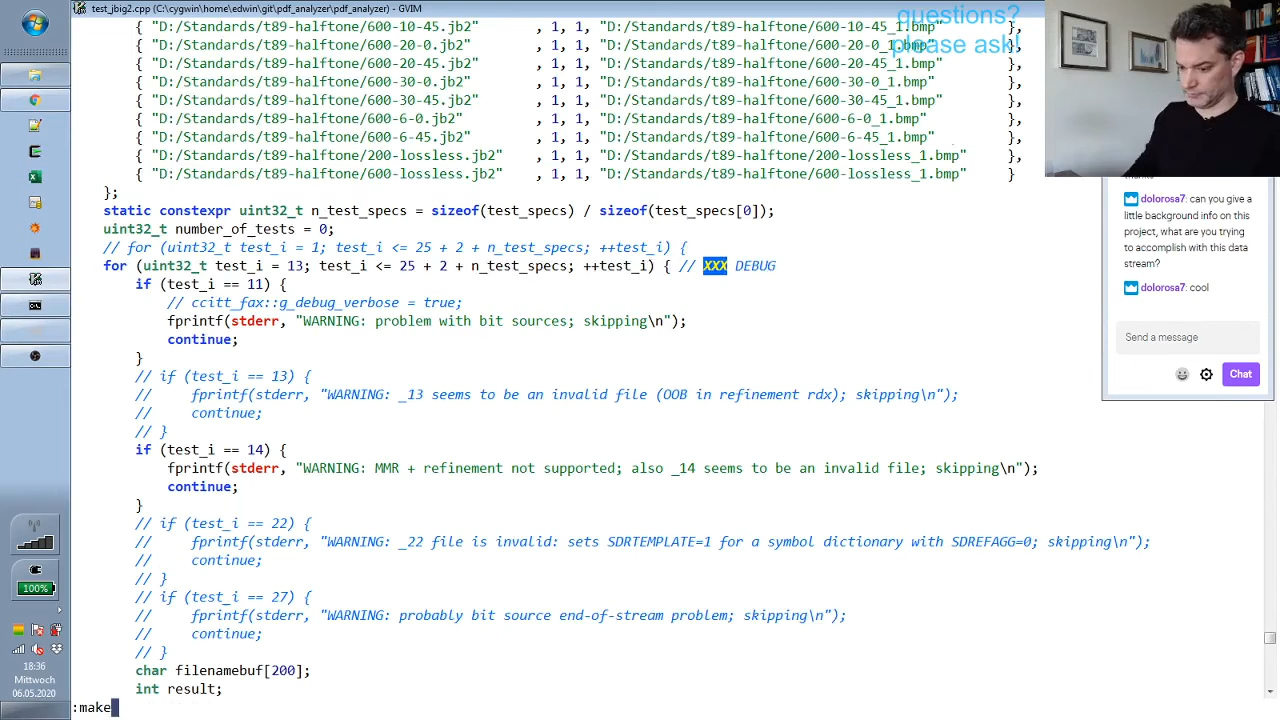 test_jbig2.cpp (C:\cygwin\home\edwin\git\pdf_analyzer\pdf_analyzer) - GVIM
questions?
please ask!
{ "D:/Standards/t89-halftone/600-10-45.jb2" , 1, 1, "D:/Standards/t89-halftone/600-10-45_1.bmp" },
{ "D:/Standards/t89-halftone/600-20-0.jb2" , 1, 1, "D:/Standards/t89-halftone/600-20-0_1.bmp" },
{ "D:/Standards/t89-halftone/600-20-45.jb2" , 1, 1, "D:/Standards/t89-halftone/600-20-45_1.bmp" },
{ "D:/Standards/t89-halftone/600-30-0.jb2" , 1, 1, "D:/Standards/t89-halftone/600-30-0_1.bmp" },
{ "D:/Standards/t89-halftone/600-30-45.jb2" , 1, 1, "D:/Standards/t89-halftone/600-30-45_1.bmp" },
{ "D:/Standards/t89-halftone/600-6-0.jb2" , 1, 1, "D:/Standards/t89-halftone/600-6-0_1.bmp" },
{ "D:/Standards/t89-halftone/600-6-45.jb2" , 1, 1, "D:/Standards/t89-halftone/600-6-45_1.bmp" },
{ "D:/Standards/t89-halftone/200-lossless.jb2" , 1, 1, "D:/Standards/t89-halftone/200-lossless_1.bmp" },
{ "D:/Standards/t89-halftone/600-lossless.jb2" , 1, 1, "D:/Standards/t89-halftone/600-lossless_1.bmp" }
};
static constexpr uint32_t n_test_specs = sizeof(test_specs) / sizeof(test_specs[0]);
uint32_t number_of_tests = 0;
// for (uint32_t test_i = 1; test_i <= 25 + 2 + n_test_specs; ++test_i) {
for (uint32_t test_i = 13; test_i <= 25 + 2 + n_test_specs; ++test_i) { // XXX DEBUG
if (test_i == 11) {
// ccitt_fax::g_debug_verbose = true;
fprintf(stderr, "WARNING: problem with bit sources; skipping\n");
continue;
}
// if (test_i == 13) {
// fprintf(stderr, "WARNING: _13 seems to be an invalid file (OOB in refinement rdx); skipping\n");
// continue;
// }
if (test_i == 14) {
fprintf(stderr, "WARNING: MMR + refinement not supported; also _14 seems to be an invalid file; skipping\n");
continue;
}
// if (test_i == 22) {
// fprintf(stderr, "WARNING: _22 file is invalid: sets SDRTEMPLATE=1 for a symbol dictionary with SDREFAGG=0; skipping\n");
// continue;
// }
// if (test_i == 27) {
// fprintf(stderr, "WARNING: probably bit source end-of-stream problem; skipping\n");
// continue;
// }
char filenamebuf[200];
int result;
:make
dolorosa7: can you give a
little background info on this
project, what are you trying
to accomplish with this data
stream?
dolorosa7: cool
Send a message
Chat
100%
18:36
Mittwoch
06.05.2020